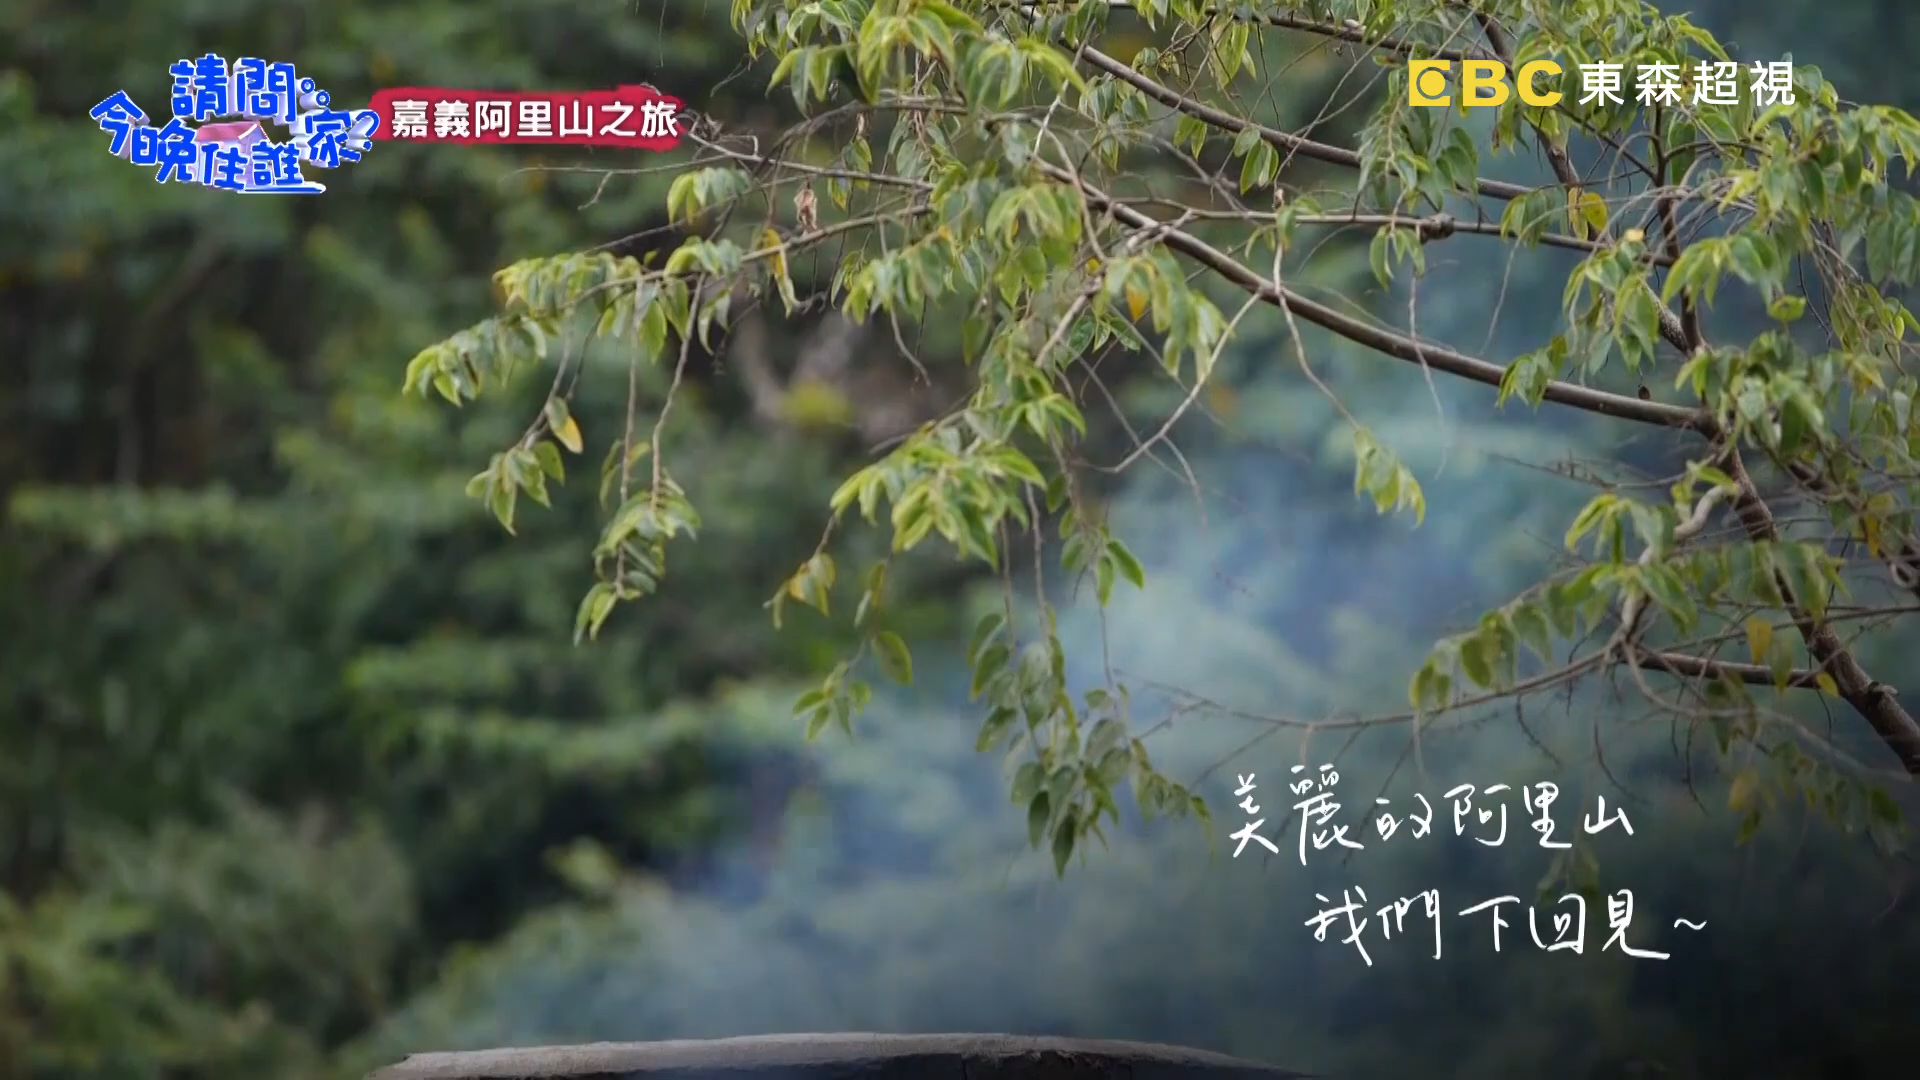 請問
今晚住誰家?
嘉義阿里山之旅
EBC 東森超視
美麗的阿里山
我們下回見~